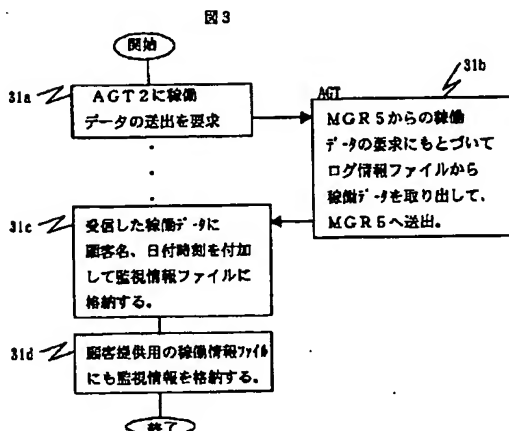 図3
開始
31a
AGT2に稼働
データの送出を要求
31b
AGT
MGR5からの稼働
データの要求にもとづいて
ログ情報ファイルから
稼働データを取り出して、
MGR5へ送出。
31c
受信した稼働データに
顧客名、日付時刻を付加
して監視情報ファイルに
格納する。
31d
顧客提供用の稼働情報ファイル
にも監視情報を格納する。
終了